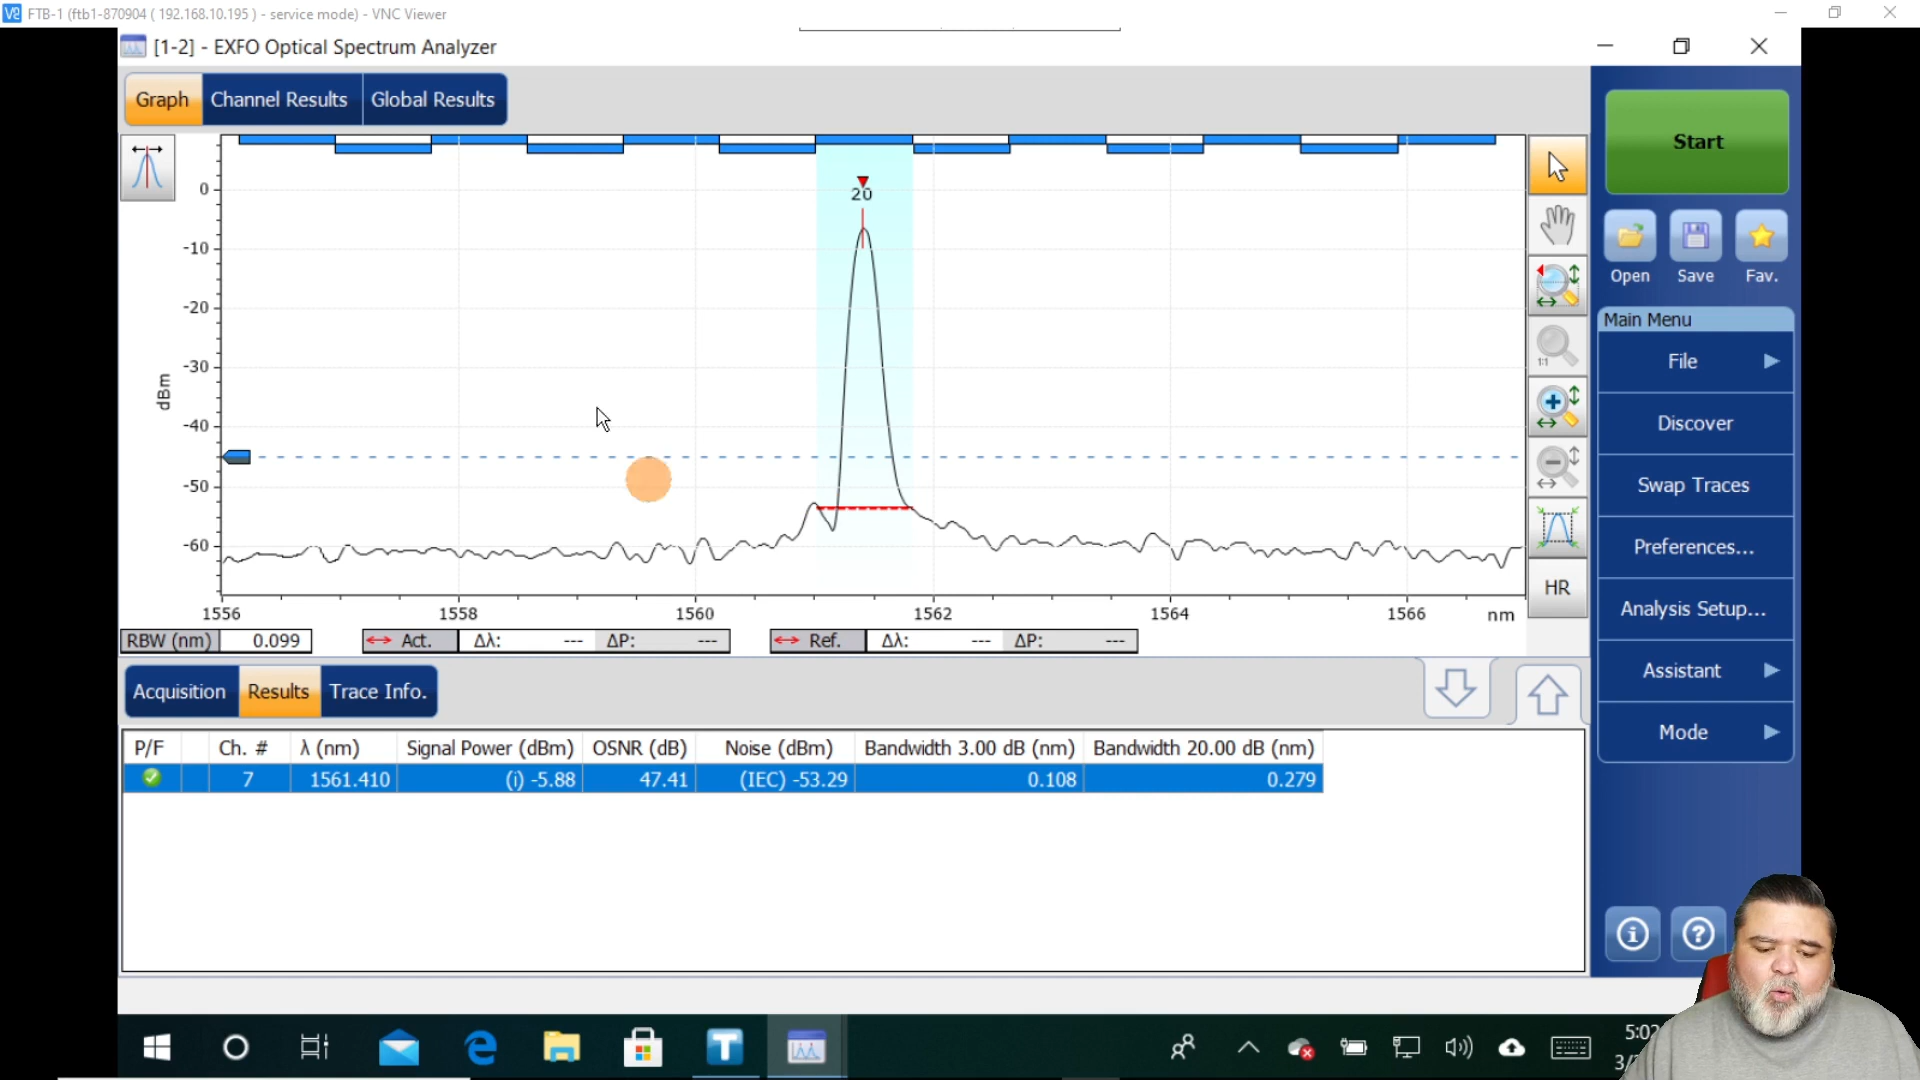 FTB-1 (ftb1-870904 ( 192.168.10.195 ) - service mode) - VNC Viewer
[1-2] - EXFO Optical Spectrum Analyzer
Graph Channel Results Global Results
Start
Open Save Fav.
Main Menu
File
Discover
Swap Traces
Preferences...
Analysis Setup...
Assistant
Mode
20
0
-10
-20
-30
-40
-50
-60
dBm
1:1
HR
1556 1558 1560 1562 1564 1566 nm
RBW (nm) 0.099 Act. Δλ: --- ΔP: --- Ref. Δλ: --- ΔP: ---
Acquisition Results Trace Info.
P/F Ch. # λ (nm) Signal Power (dBm) OSNR (dB) Noise (dBm) Bandwidth 3.00 dB (nm) Bandwidth 20.00 dB (nm)
7 1561.410 (i) -5.88 47.41 (IEC) -53.29 0.108 0.279